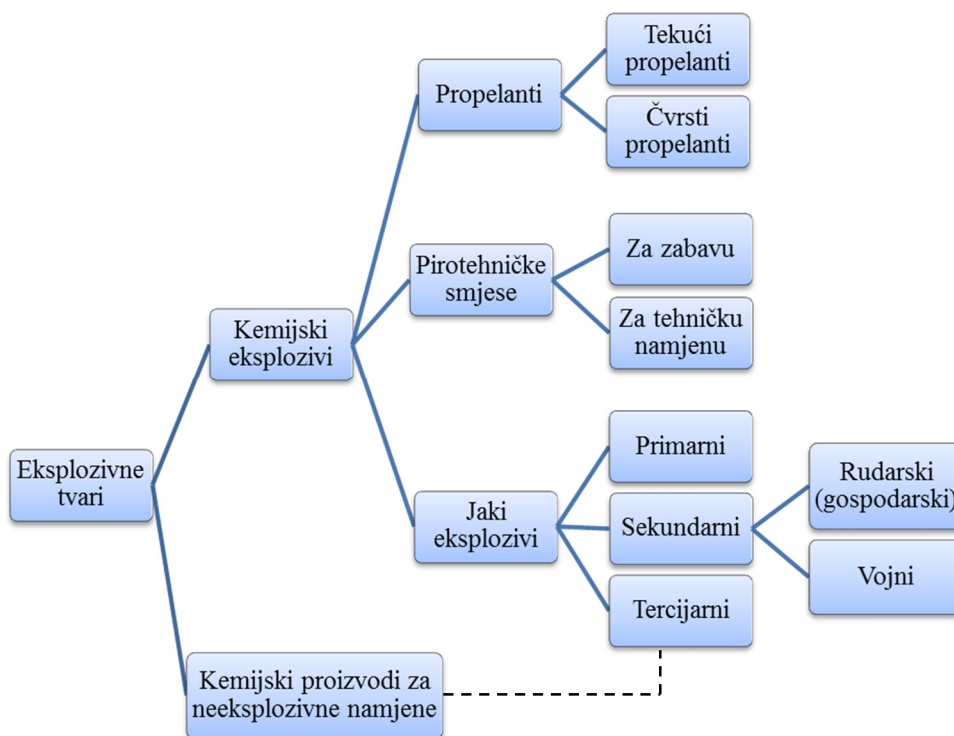 Tekući
propelanti
Propelanti
Čvrsti
propelanti
Za zabavu
Pirotehničke
smjese
Za tehničku
namjenu
Kemijski
eksplozivi
Primarni
Rudarski
(gospodarski)
Eksplozivne
tvari
Jaki
eksplozivi
Sekundarni
Vojni
Tercijarni
Kemijski proizvodi za
neeksplozivne namjene